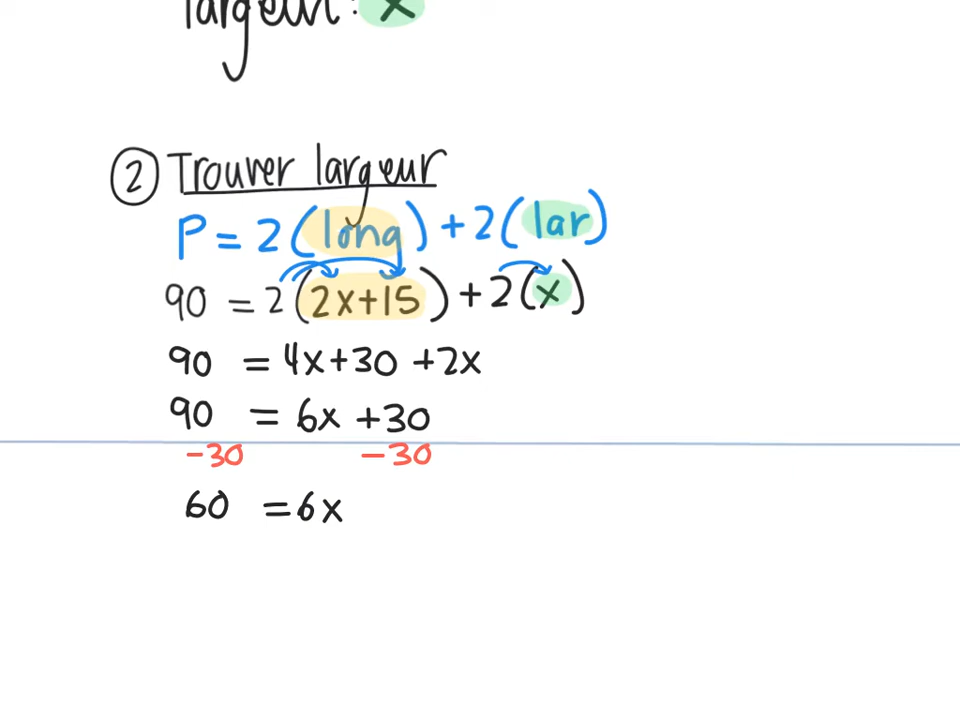 largeur: x
② Trouver largeur
P = 2(long) + 2(lar)
90 = 2(2x+15) + 2(x)
90 = 4x+30 +2x
90 = 6x +30
-30 -30
60 = 6x